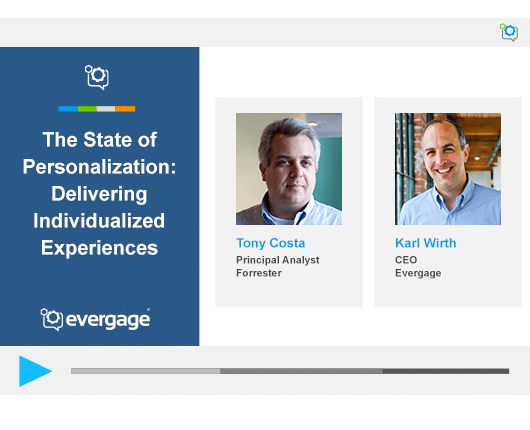 The State of
Personalization:
Delivering
Individualized
Experiences
evergage
Tony Costa
Principal Analyst
Forrester
Karl Wirth
CEO
Evergage